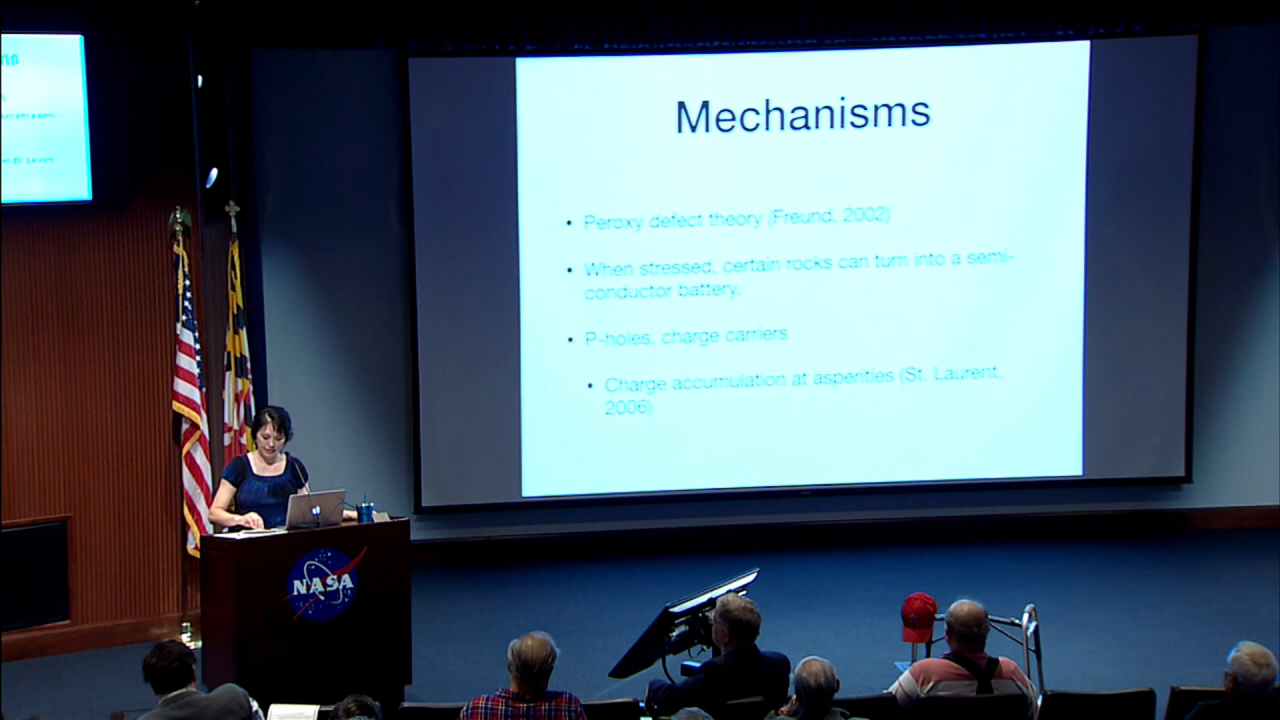 Mechanisms
• Peroxy defect theory (Freund, 2002)
• When stressed, certain rocks can turn into a semi-
conductor battery.
• P-holes, charge carriers
• Charge accumulation at asperities (St. Laurent,
2006)
NASA